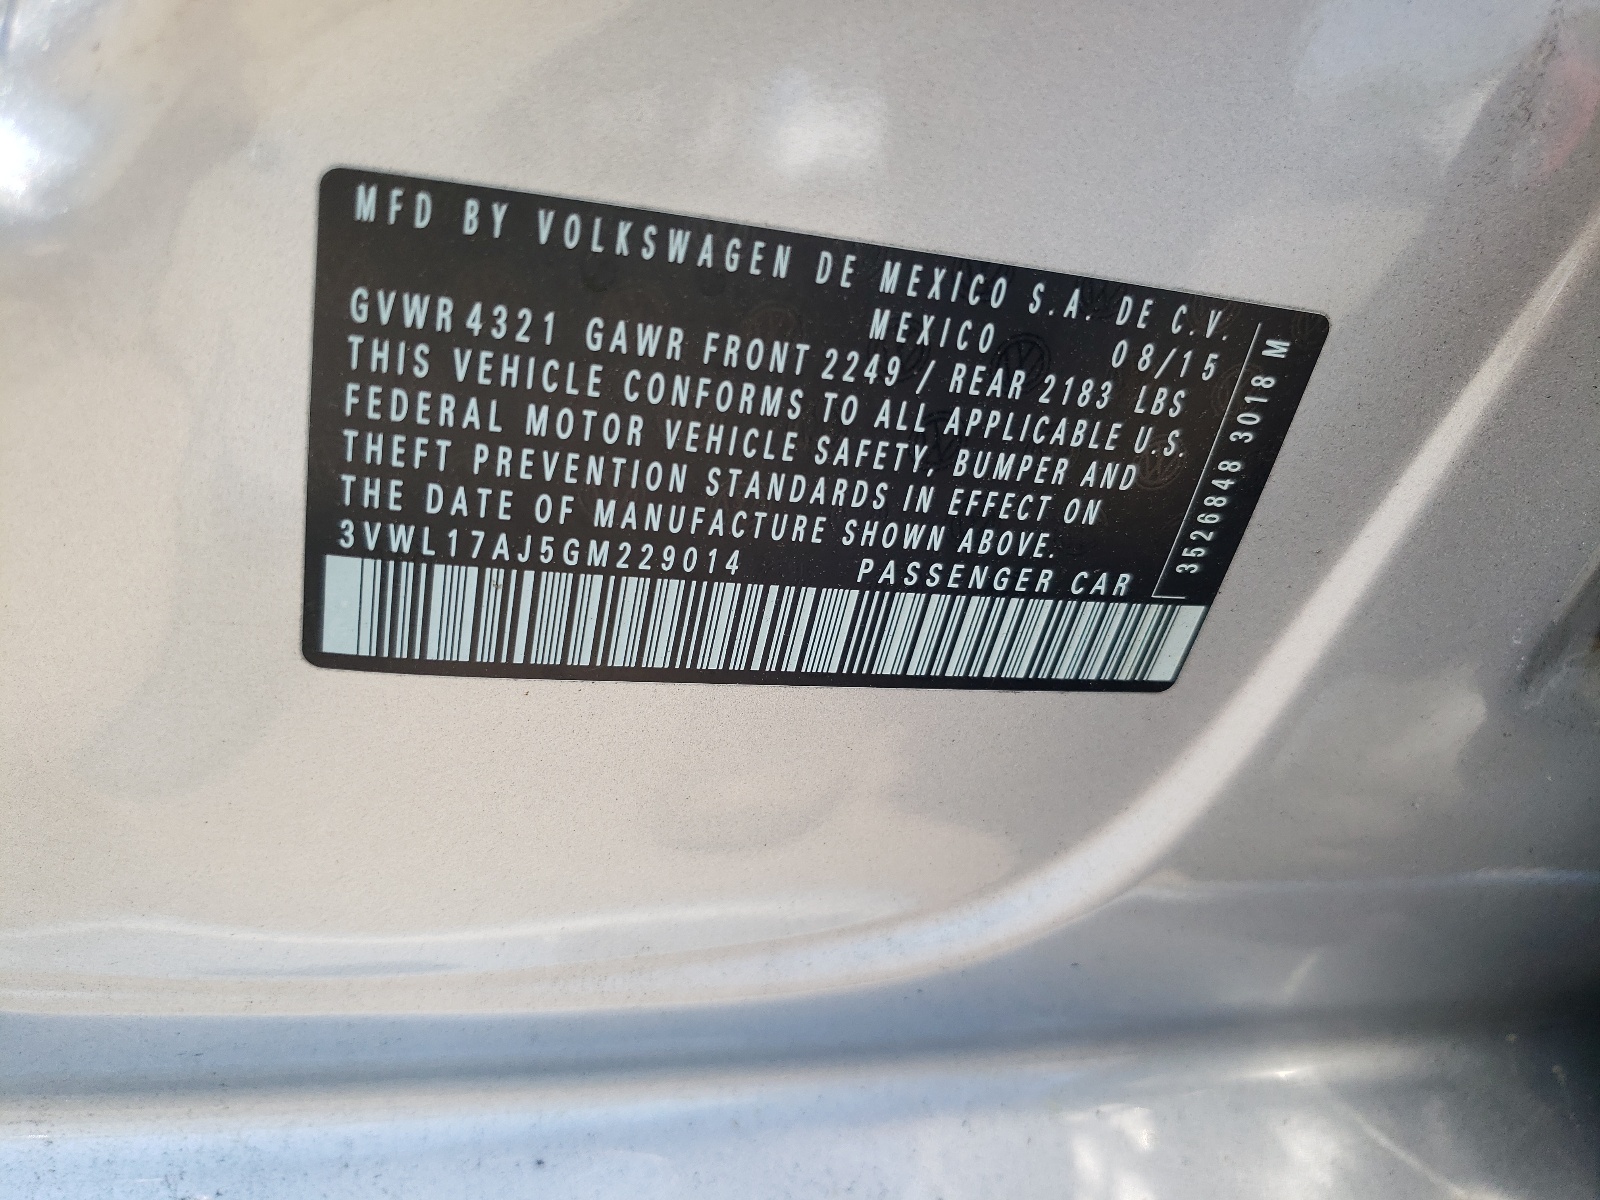 MFD BY VOLKSWAGEN DE MEXICO S.A. DE C.V.
MEXICO 08/15
GVWR 4321 GAWR FRONT 2249 / REAR 2183 LBS
THIS VEHICLE CONFORMS TO ALL APPLICABLE U.S.
FEDERAL MOTOR VEHICLE SAFETY, BUMPER AND
THEFT PREVENTION STANDARDS IN EFFECT ON
THE DATE OF MANUFACTURE SHOWN ABOVE.
3VWL17AJ5GM229014 PASSENGER CAR
3526848 3018 M